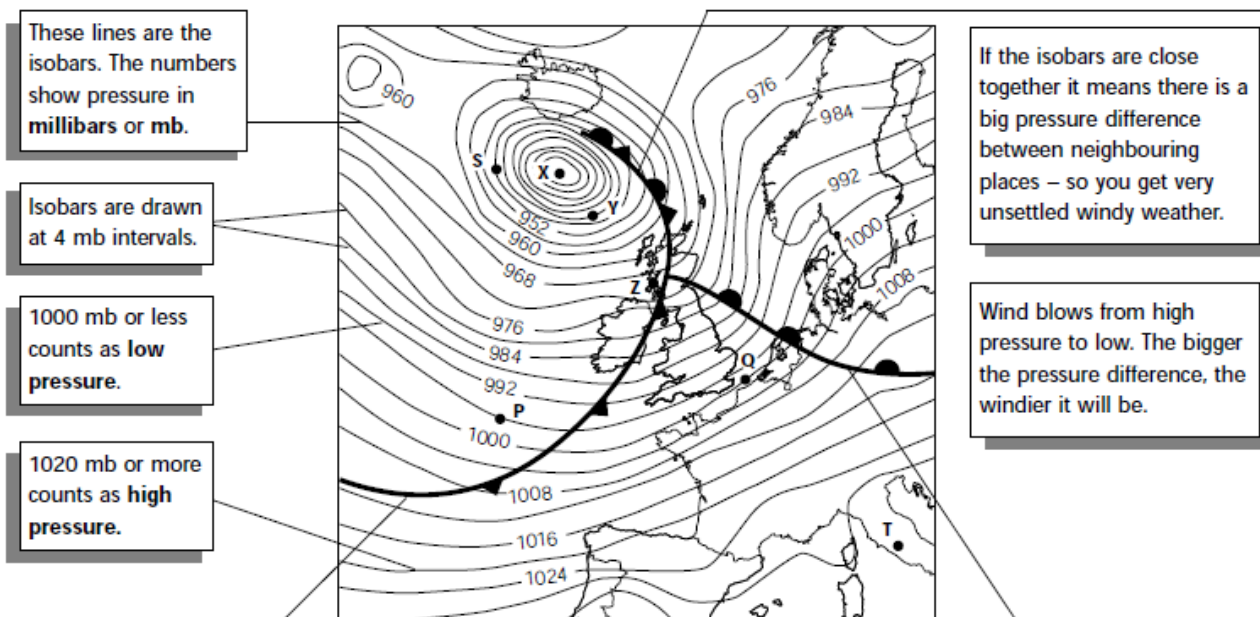 These lines are the
isobars. The numbers
show pressure in
millibars or mb.
Isobars are drawn
at 4 mb intervals.
1000 mb or less
counts as low
pressure.
1020 mb or more
counts as high
pressure.
960
976
984
992
1000
1008
S
X
Y
952
960
968
Z
976
984
992
Q
P
1000
1008
1016
1024
T
If the isobars are close
together it means there is a
big pressure difference
between neighbouring
places – so you get very
unsettled windy weather.
Wind blows from high
pressure to low. The bigger
the pressure difference, the
windier it will be.